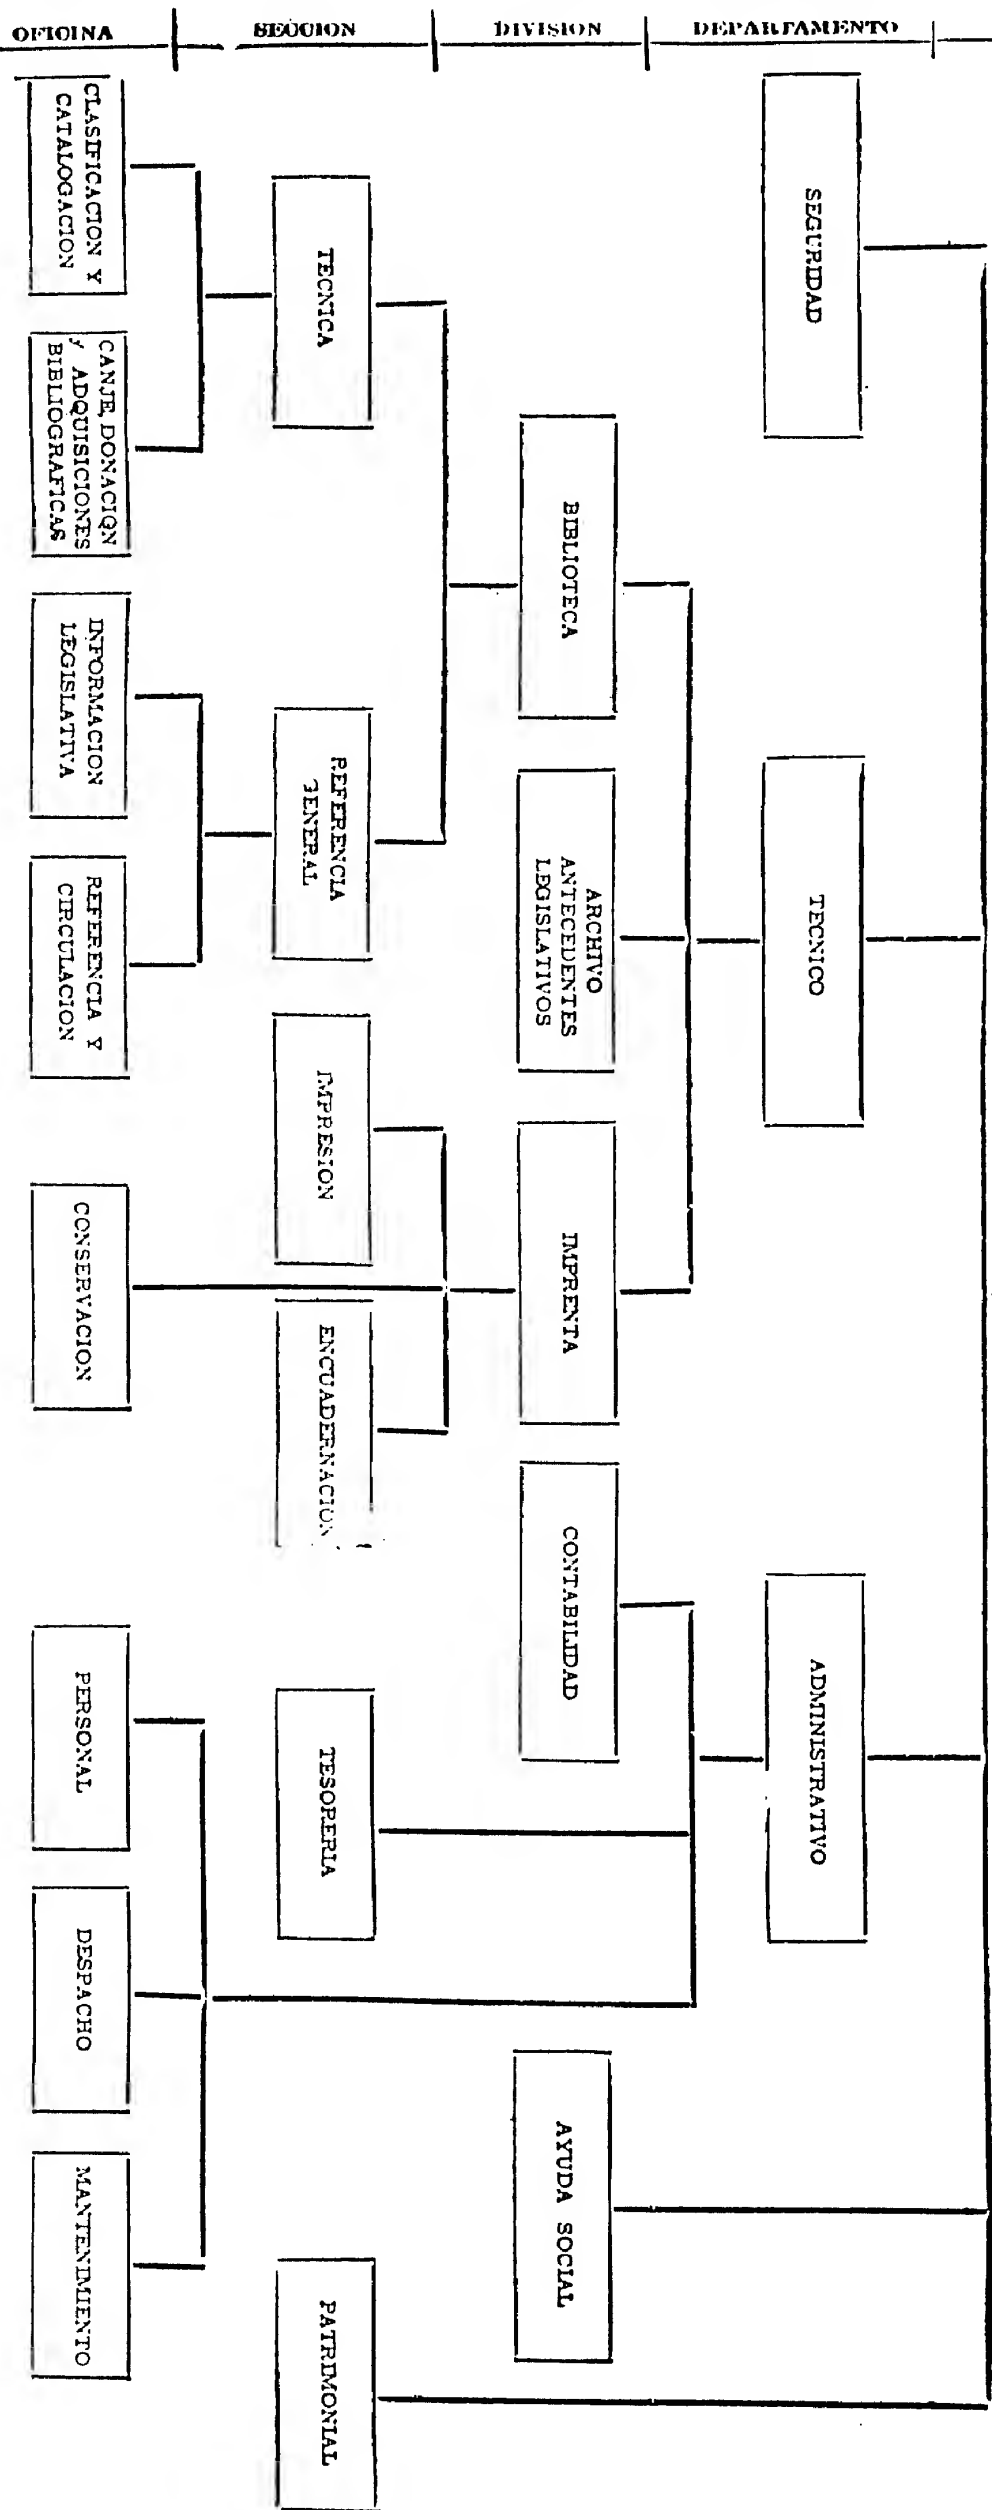 OFICINA
SECCION
DIVISION
DEPARTAMENTO
SEGURIDAD
TECNICO
ADMINISTRATIVO
BIBLIOTECA
ARCHIVO
ANTECEDENTES
LEGISLATIVOS
IMPRENTA
CONTABILIDAD
AYUDA SOCIAL
TECNICA
REFERENCIA
GENERAL
IMPRESION
ENCUADERNACION
TESORERIA
PATRIMONIAL
CLASIFICACION Y
CATALOGACION
CANJE, DONACION
y ADQUISICIONES
BIBLIOGRAFICAS
INFORMACION
LEGISLATIVA
REFERENCIA Y
CIRCULACION
CONSERVACION
PERSONAL
DESPACHO
MANTENIMIENTO